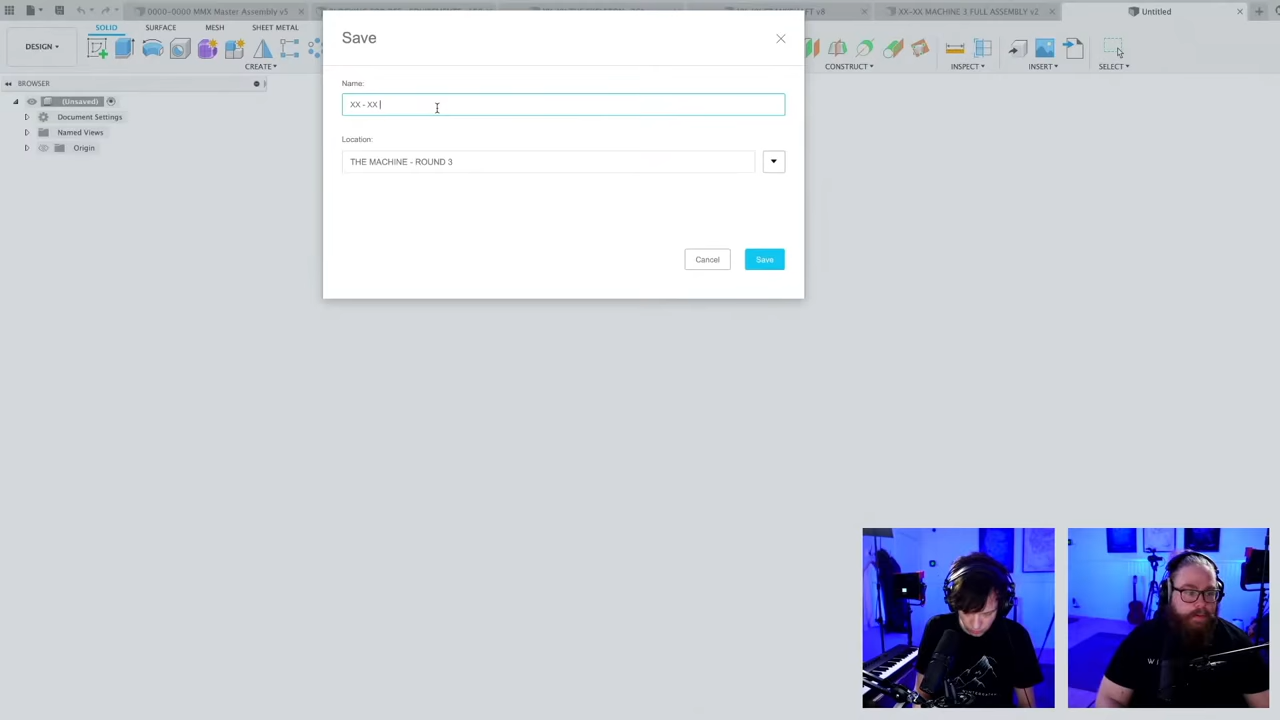 0000-0000 MMX Master Assembly v5
v8
XX-XX MACHINE 3 FULL ASSEMBLY v2
Untitled
DESIGN
SOLID
SURFACE
MESH
SHEET METAL
CREATE
CONSTRUCT
INSPECT
INSERT
SELECT
BROWSER
(Unsaved)
Document Settings
Named Views
Origin
Save
Name:
XX - XX
Location:
THE MACHINE - ROUND 3
Cancel
Save